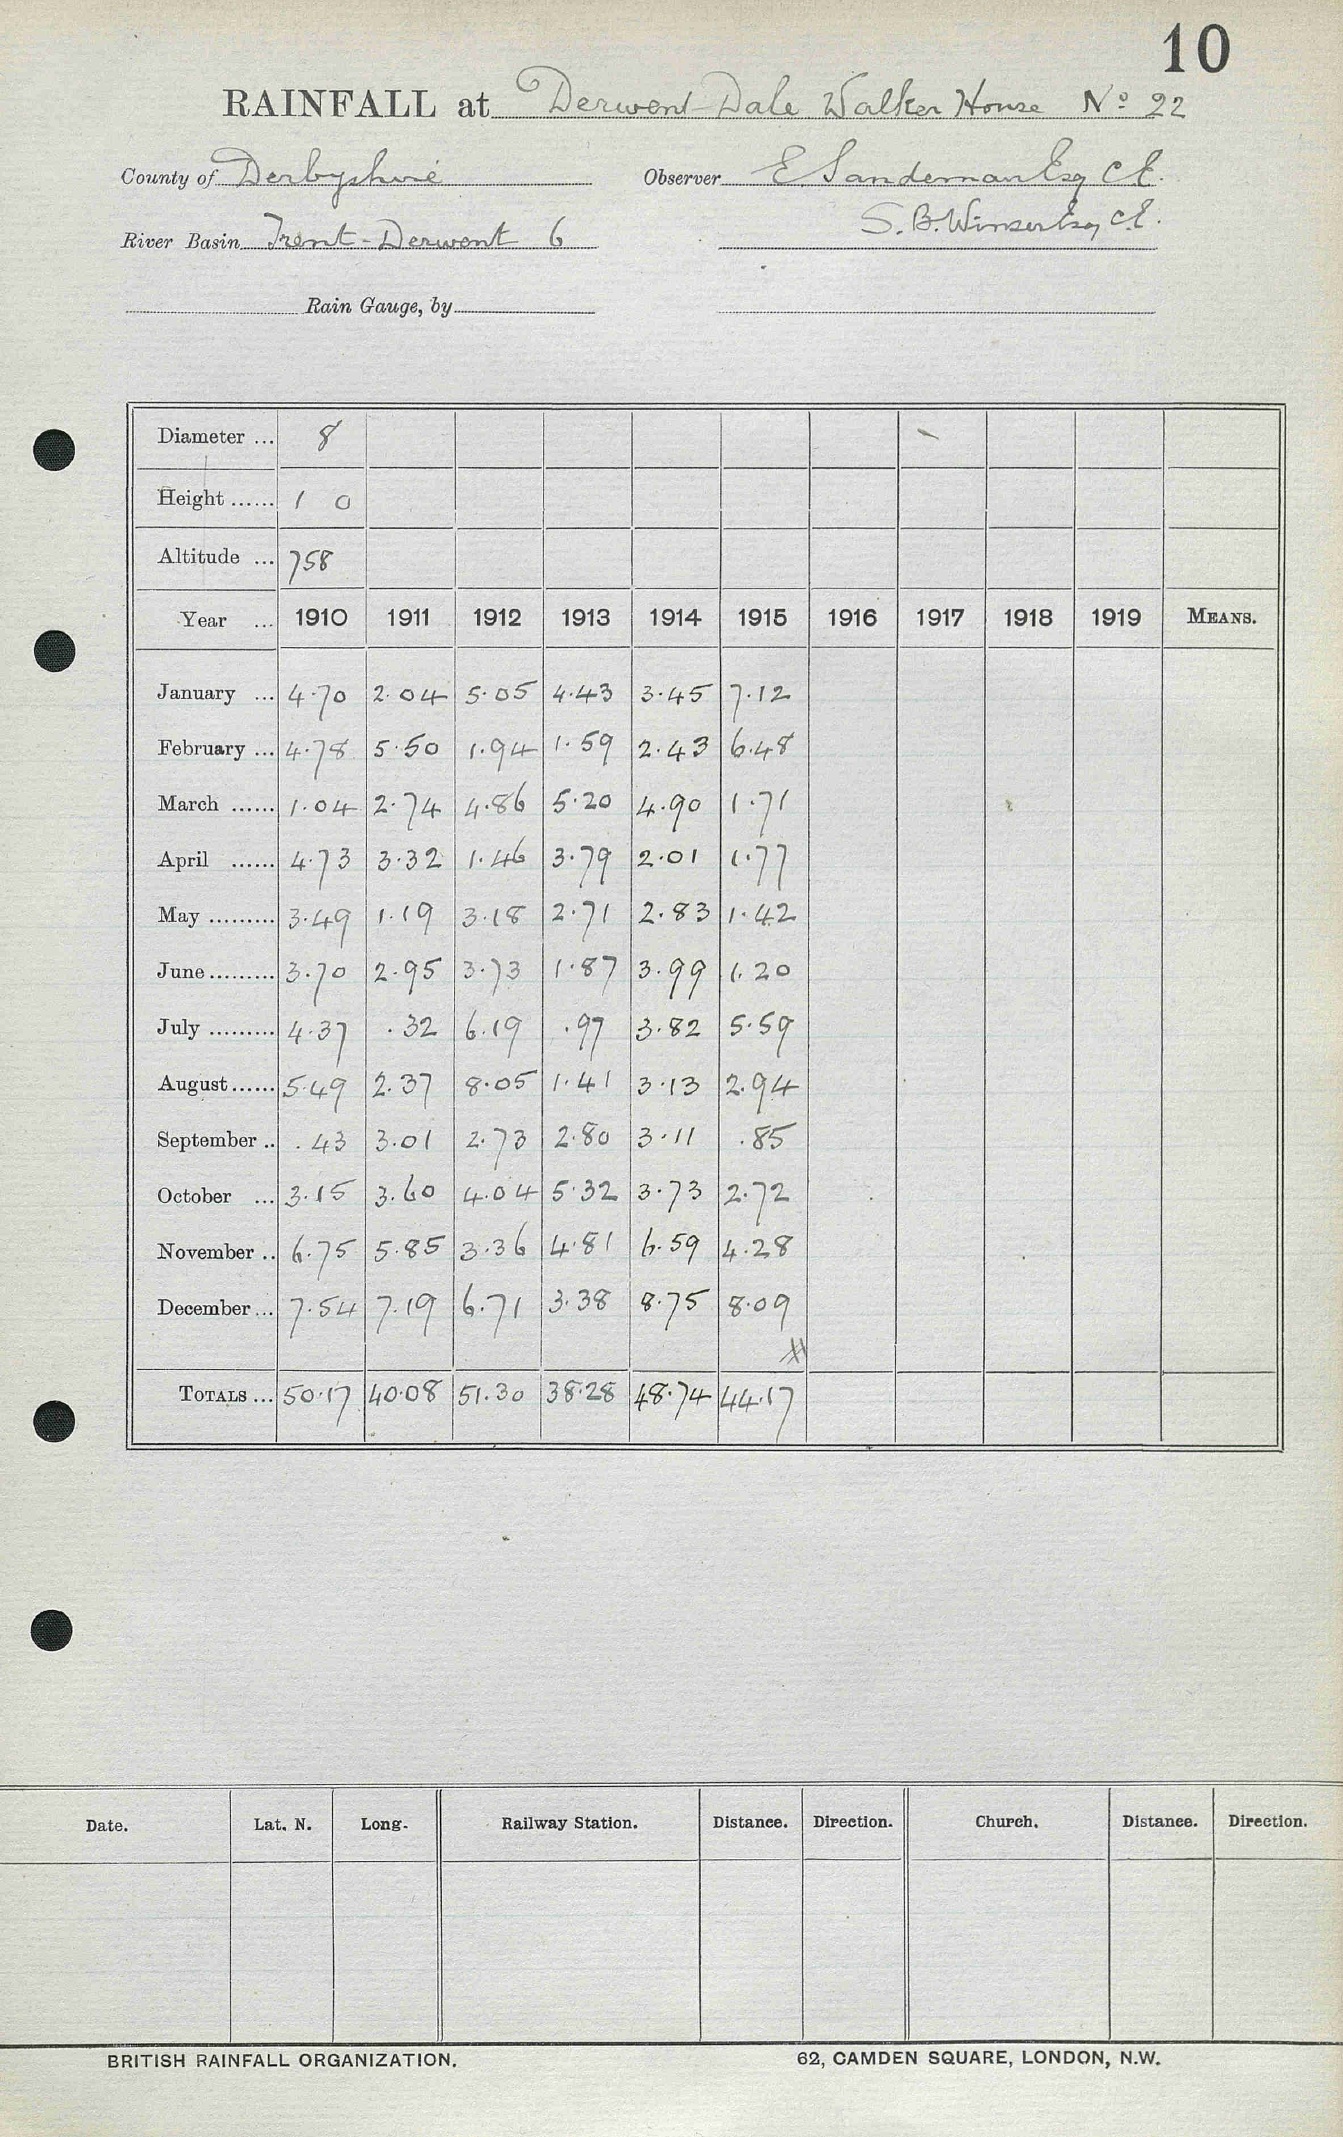 10
RAINFALL at Derwent Dale Walker House No 22
County of Derbyshire Observer E. Sandeman Esq C.E.
River Basin Trent-Derwent 6 S. B. Winser Esq C.E.
Rain Gauge, by
Diameter ... 8
Height ...... 1 0
Altitude ... 758
Year ... 1910 1911 1912 1913 1914 1915 1916 1917 1918 1919 MEANS.
January ... 4.70 2.04 5.05 4.43 3.45 7.12
February ... 4.78 5.50 1.94 1.59 2.43 6.48
March ...... 1.04 2.74 4.86 5.20 4.90 1.71
April ...... 4.73 3.32 1.46 3.79 2.01 1.77
May ......... 3.49 1.19 3.18 2.71 2.83 1.42
June ......... 3.70 2.95 3.73 1.87 3.99 1.20
July ......... 4.37 .32 6.19 .97 3.82 5.59
August ...... 5.49 2.37 8.05 1.41 3.13 2.94
September .. .43 3.01 2.73 2.80 3.11 .85
October ... 3.15 3.60 4.04 5.32 3.73 2.72
November .. 6.75 5.85 3.36 4.81 6.59 4.28
December ... 7.54 7.19 6.71 3.38 8.75 8.09
TOTALS ... 50.17 40.08 51.30 38.28 48.74 44.17
Date. Lat. N. Long. Railway Station. Distance. Direction. Church. Distance. Direction.
BRITISH RAINFALL ORGANIZATION. 62, CAMDEN SQUARE, LONDON, N.W.